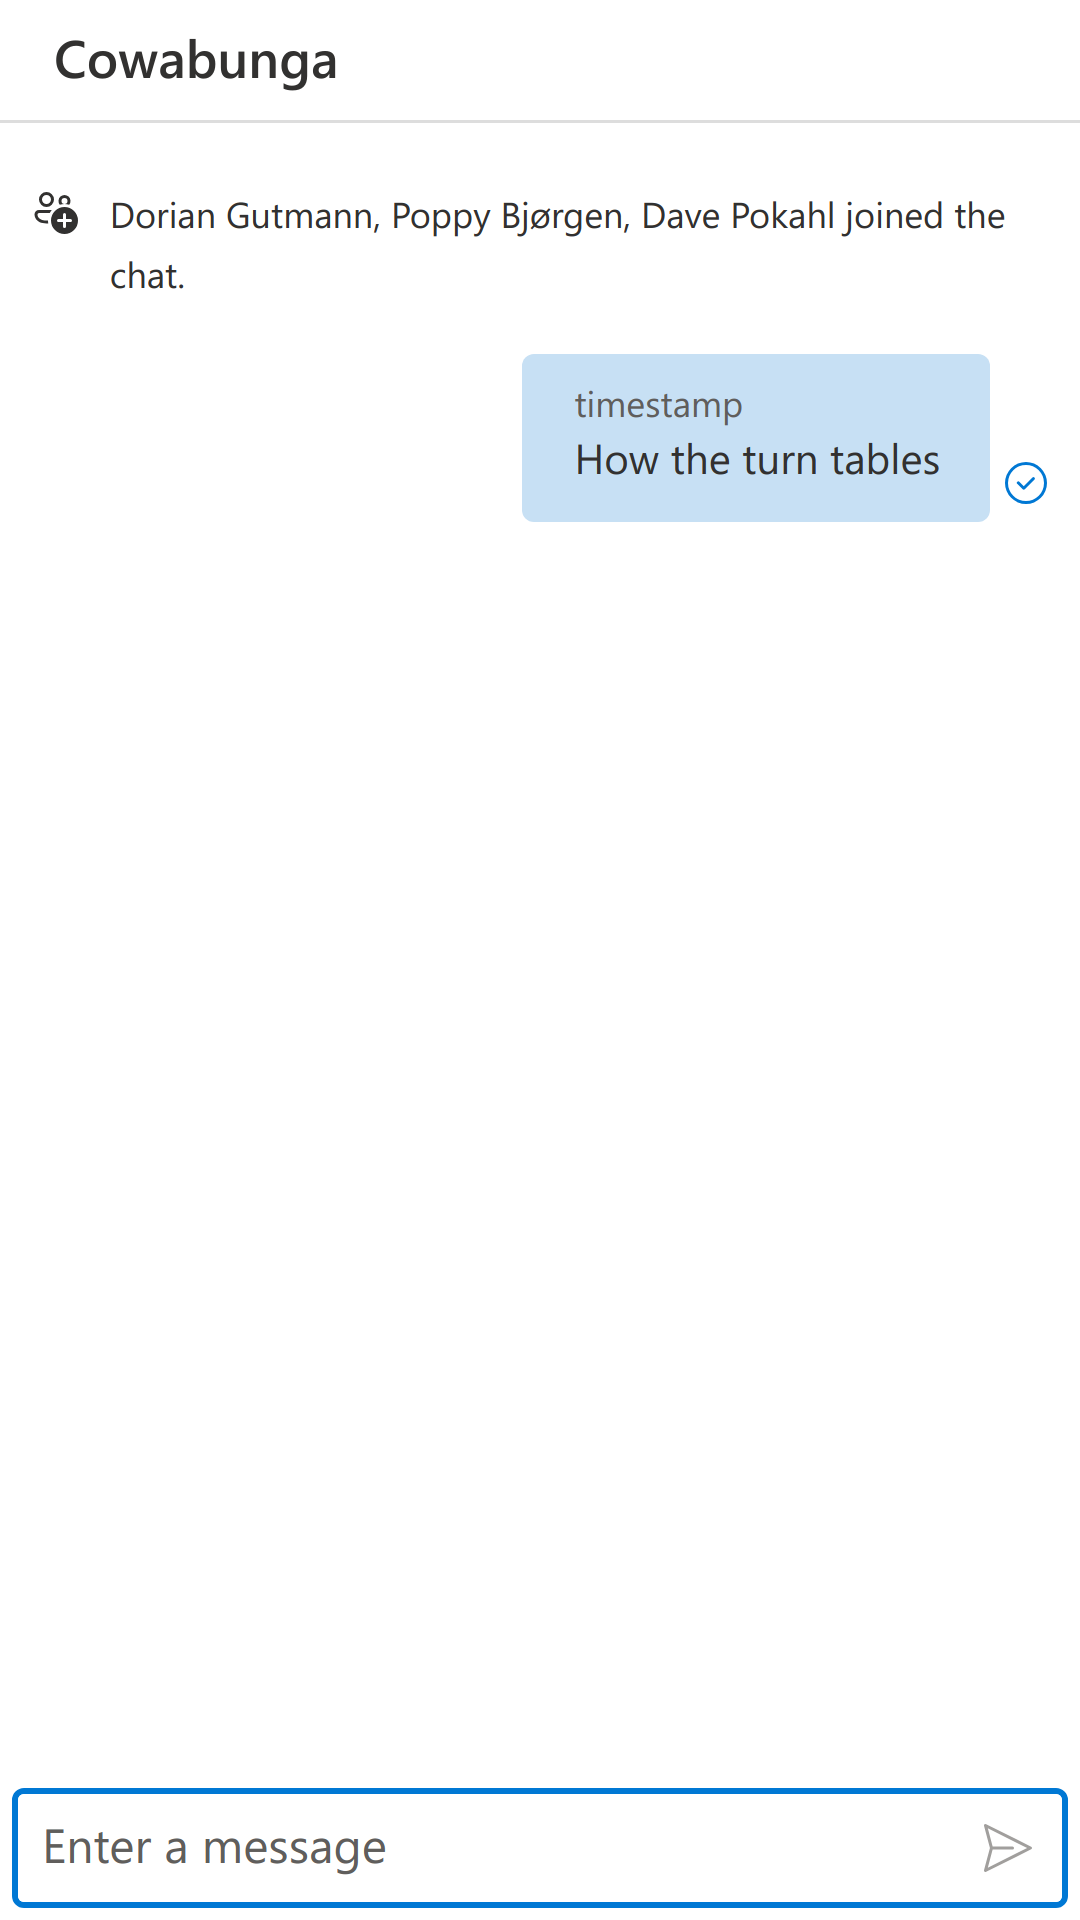 Cowabunga
Dorian Gutmann, Poppy Bjørgen, Dave Pokahl joined the
chat.
timestamp
How the turn tables
Enter a message